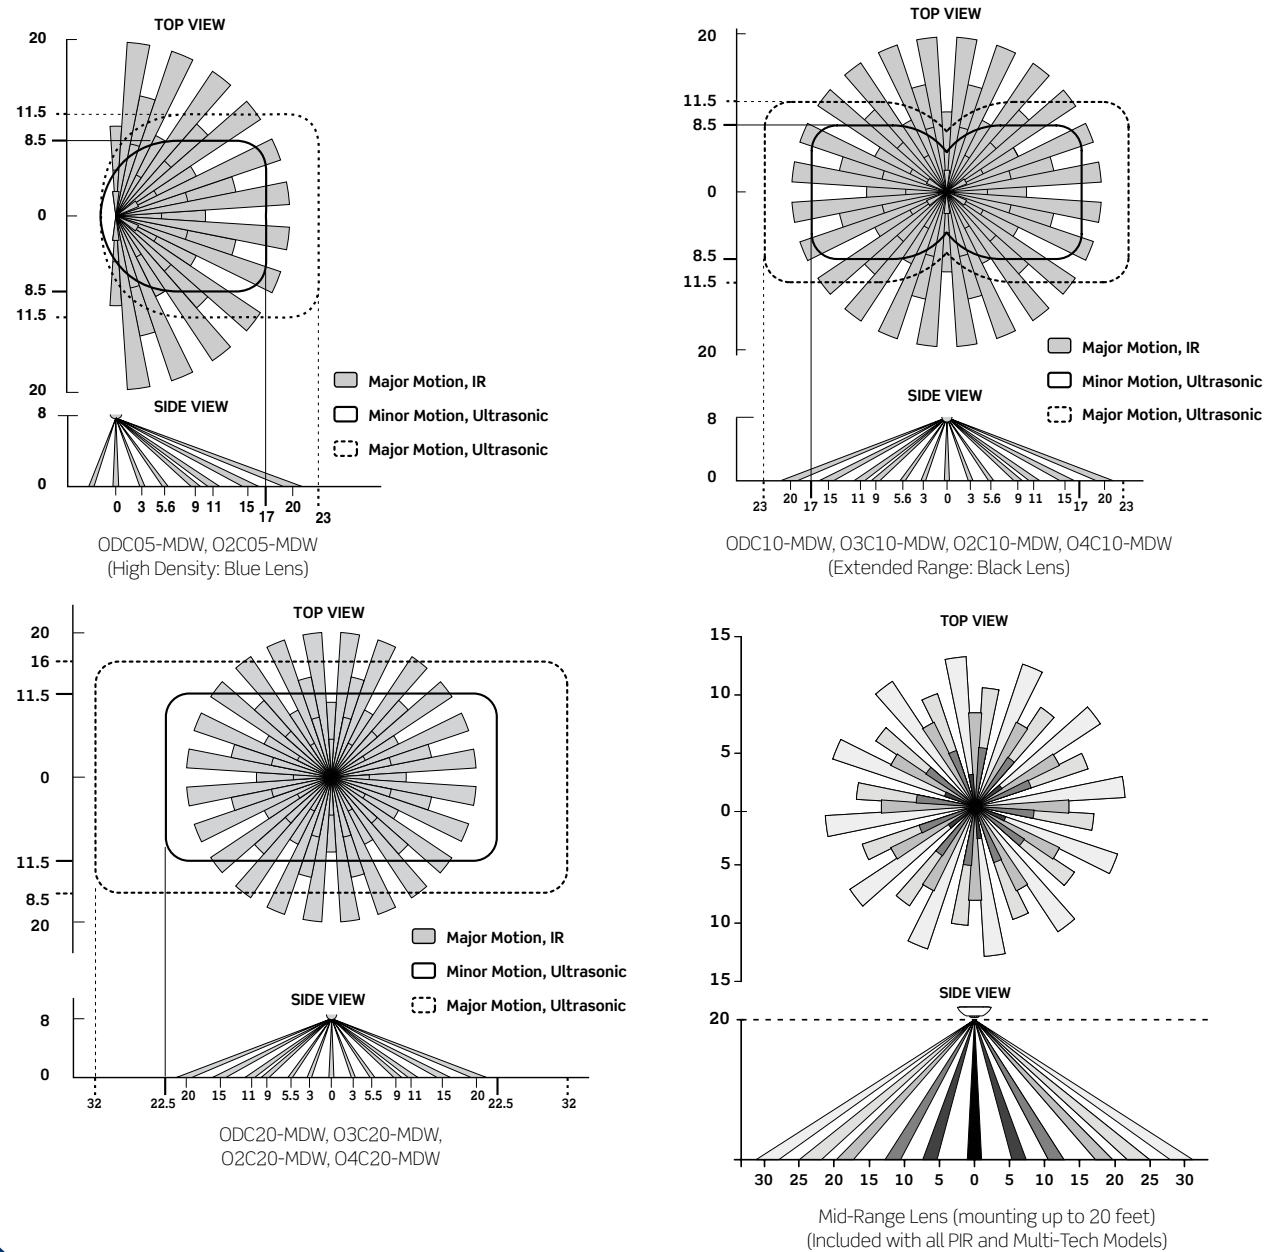 TOP VIEW
20
11.5
8.5
0
8.5
11.5
20
Major Motion, IR
Minor Motion, Ultrasonic
Major Motion, Ultrasonic
SIDE VIEW
8
0
0 3 5.6 9 11 15 17 20 23
ODC05-MDW, O2C05-MDW
(High Density: Blue Lens)
TOP VIEW
20
11.5
8.5
0
8.5
11.5
20
Major Motion, IR
Minor Motion, Ultrasonic
Major Motion, Ultrasonic
SIDE VIEW
8
0
23 20 17 15 11 9 5.6 3 0 3 5.6 9 11 15 17 20 23
ODC10-MDW, O3C10-MDW, O2C10-MDW, O4C10-MDW
(Extended Range: Black Lens)
TOP VIEW
20
16
11.5
0
11.5
8.5
20
Major Motion, IR
Minor Motion, Ultrasonic
Major Motion, Ultrasonic
SIDE VIEW
8
0
32 22.5 20 15 11 9 5.5 3 0 3 5.5 9 11 15 20 22.5 32
ODC20-MDW, O3C20-MDW,
O2C20-MDW, O4C20-MDW
TOP VIEW
15
10
5
0
5
10
15
SIDE VIEW
20
30 25 20 15 10 5 0 5 10 15 20 25 30
Mid-Range Lens (mounting up to 20 feet)
(Included with all PIR and Multi-Tech Models)